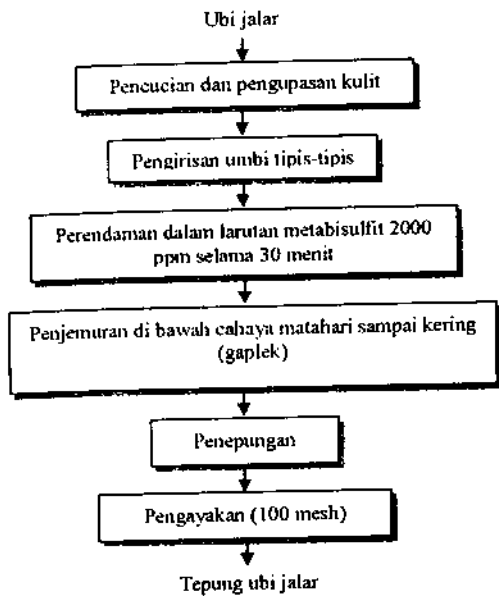 Ubi jalar
Pencucian dan pengupasan kulit
Pengirisan umbi tipis-tipis
Perendaman dalam larutan metabisulfit 2000
ppm selama 30 menit
Penjemuran di bawah cahaya matahari sampai kering
(gaplek)
Penepungan
Pengayakan (100 mesh)
Tepung ubi jalar